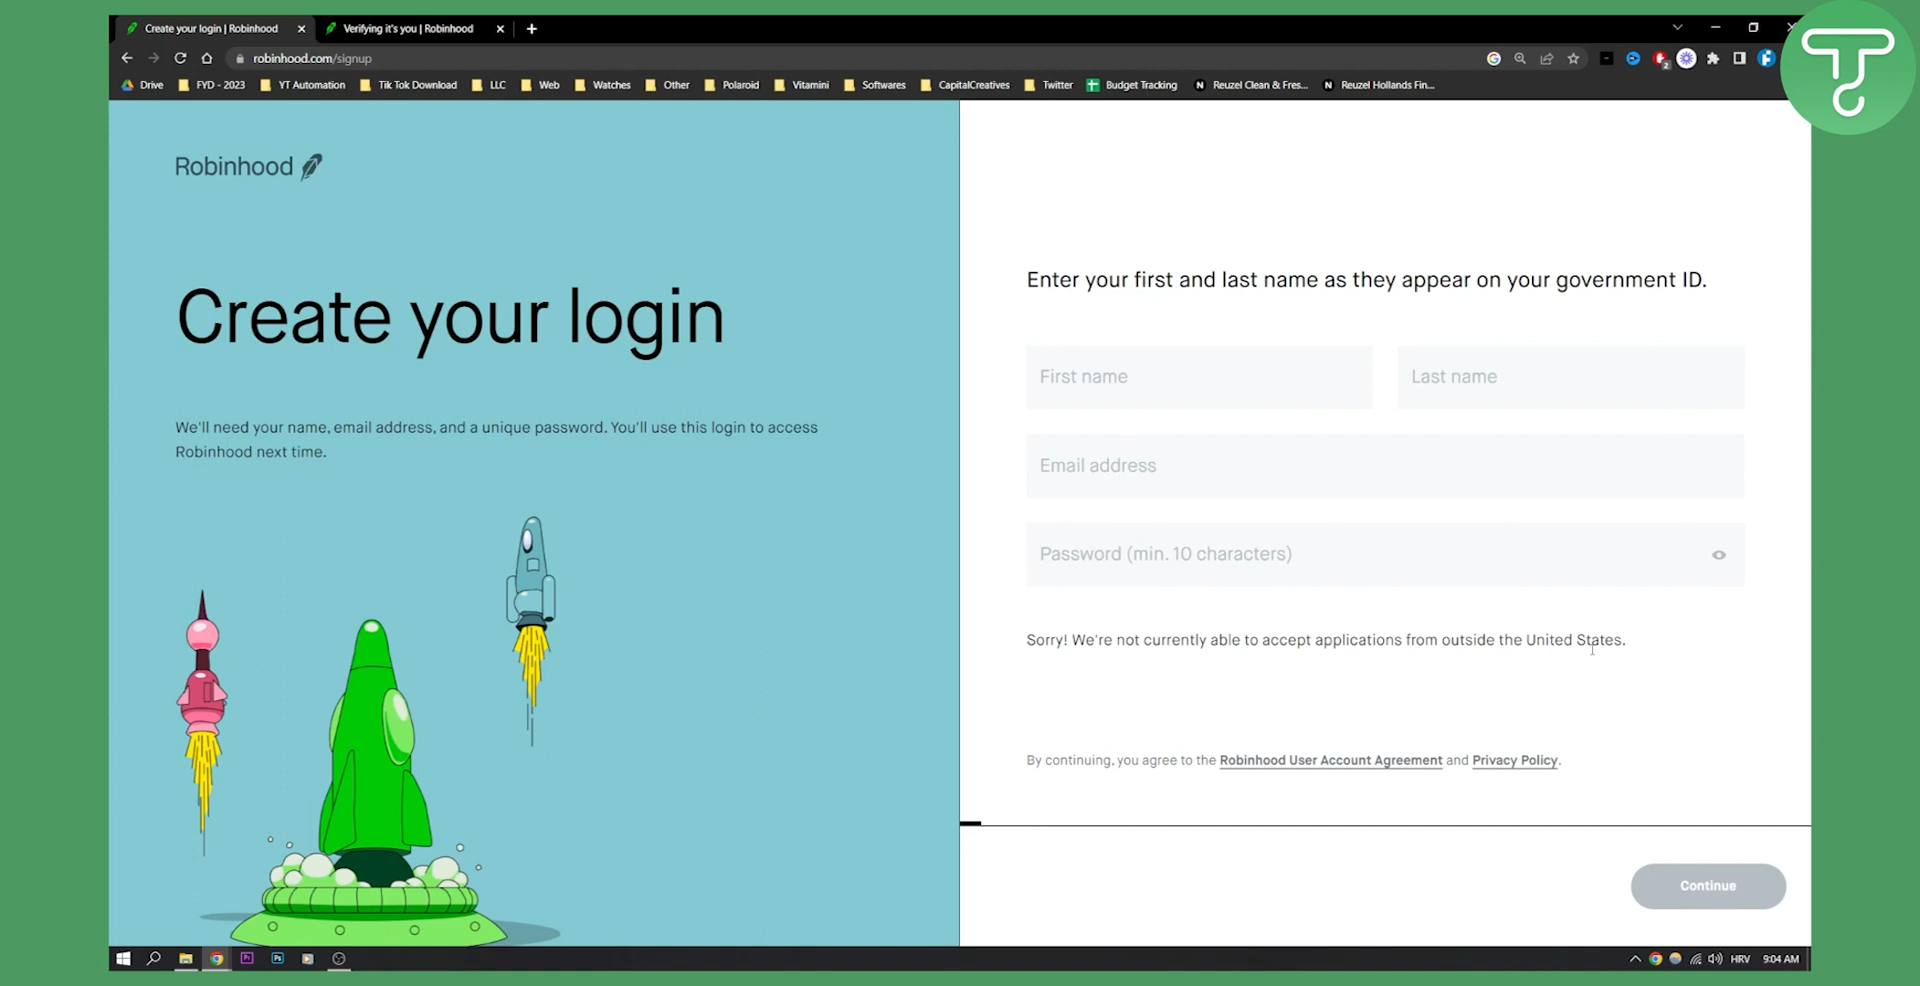 Create your login | Robinhood
Verifying it's you | Robinhood
robinhood.com/signup
Drive
FYD - 2023
YT Automation
Tik Tok Download
LLC
Web
Watches
Other
Polaroid
Vitamini
Softwares
CapitalCreatives
Twitter
Budget Tracking
Reuzel Clean & Fres...
Reuzel Hollands Fin...
Robinhood
Create your login
We'll need your name, email address, and a unique password. You'll use this login to access
Robinhood next time.
Enter your first and last name as they appear on your government ID.
First name
Last name
Email address
Password (min. 10 characters)
Sorry! We're not currently able to accept applications from outside the United States.
By continuing, you agree to the Robinhood User Account Agreement and Privacy Policy.
Continue
HRV
9:04 AM